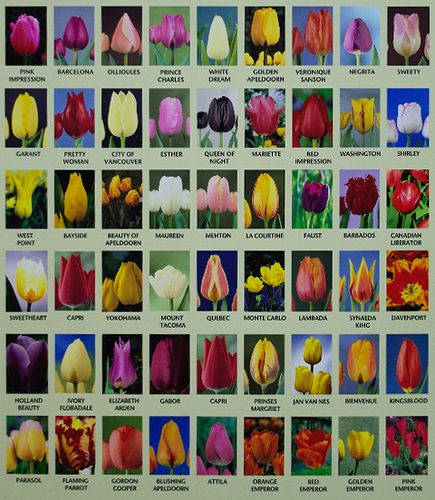 PINK IMPRESSION
BARCELONA
OLLIOULES
PRINCE CHARLES
WHITE DREAM
GOLDEN APELDOORN
VERONIQUE SANSON
NEGRITA
SWEETY
GARANT
PRETTY WOMAN
CITY OF VANCOUVER
ESTHER
QUEEN OF NIGHT
MARIETTE
RED IMPRESSION
WASHINGTON
SHIRLEY
WEST POINT
BAYSIDE
BEAUTY OF APELDOORN
MAUREEN
MENTON
LA COURTINE
FAUST
BARBADOS
CANADIAN LIBERATOR
SWEETHEART
CAPRI
YOKOHAMA
MOUNT TACOMA
QUEBEC
MONTE CARLO
LAMBADA
SYNAEDA KING
DAVENPORT
HOLLAND BEAUTY
IVORY FLORADALE
ELIZABETH ARDEN
GABOR
CAPRI
PRINSES MARGRIET
JAN VAN NES
BIENVENUE
KINGSBLOOD
PARASOL
FLAMING PARROT
GORDON COOPER
BLUSHING APELDOORN
ATTILA
ORANGE EMPEROR
RED EMPEROR
GOLDEN EMPEROR
PINK EMPEROR